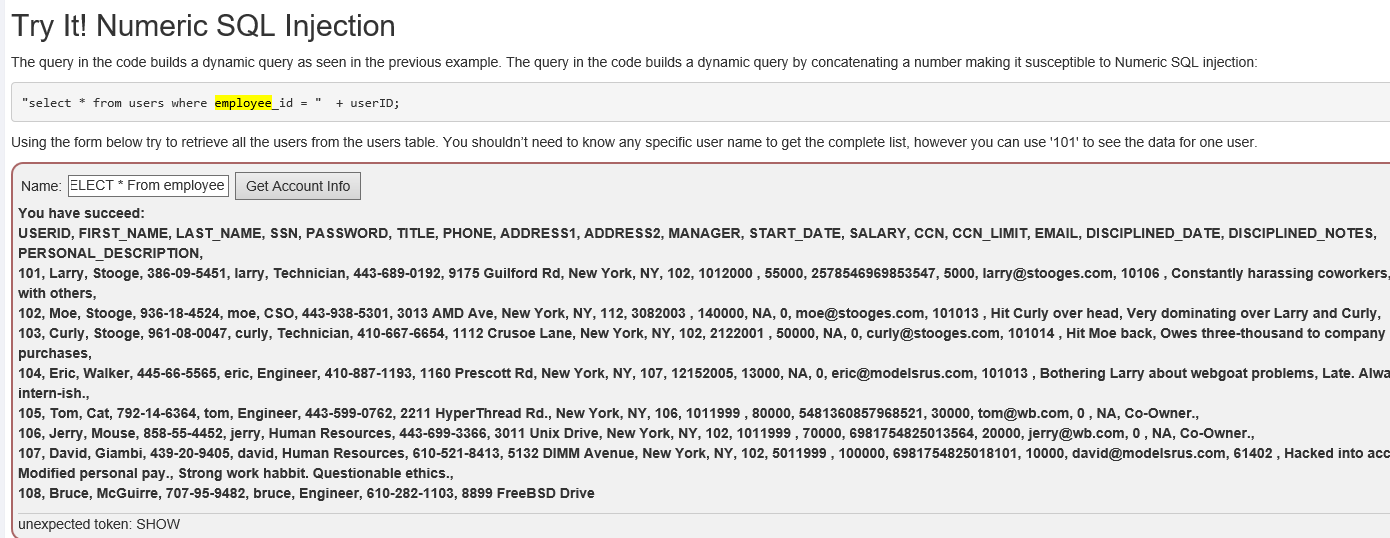 Try It! Numeric SQL Injection
The query in the code builds a dynamic query as seen in the previous example. The query in the code builds a dynamic query by concatenating a number making it susceptible to Numeric SQL injection:
"select * from users where employee_id = "  + userID;
Using the form below try to retrieve all the users from the users table. You shouldn't need to know any specific user name to get the complete list, however you can use '101' to see the data for one user.
Name: ELECT * From employee Get Account Info
You have succeed:
USERID, FIRST_NAME, LAST_NAME, SSN, PASSWORD, TITLE, PHONE, ADDRESS1, ADDRESS2, MANAGER, START_DATE, SALARY, CCN, CCN_LIMIT, EMAIL, DISCIPLINED_DATE, DISCIPLINED_NOTES,
PERSONAL_DESCRIPTION,
101, Larry, Stooge, 386-09-5451, larry, Technician, 443-689-0192, 9175 Guilford Rd, New York, NY, 102, 1012000 , 55000, 2578546969853547, 5000, larry@stooges.com, 10106 , Constantly harassing coworkers,
with others,
102, Moe, Stooge, 936-18-4524, moe, CSO, 443-938-5301, 3013 AMD Ave, New York, NY, 112, 3082003 , 140000, NA, 0, moe@stooges.com, 101013 , Hit Curly over head, Very dominating over Larry and Curly,
103, Curly, Stooge, 961-08-0047, curly, Technician, 410-667-6654, 1112 Crusoe Lane, New York, NY, 102, 2122001 , 50000, NA, 0, curly@stooges.com, 101014 , Hit Moe back, Owes three-thousand to company
purchases,
104, Eric, Walker, 445-66-5565, eric, Engineer, 410-887-1193, 1160 Prescott Rd, New York, NY, 107, 12152005, 13000, NA, 0, eric@modelsrus.com, 101013 , Bothering Larry about webgoat problems, Late. Alwa
intern-ish.,
105, Tom, Cat, 792-14-6364, tom, Engineer, 443-599-0762, 2211 HyperThread Rd., New York, NY, 106, 1011999 , 80000, 5481360857968521, 30000, tom@wb.com, 0 , NA, Co-Owner.,
106, Jerry, Mouse, 858-55-4452, jerry, Human Resources, 443-699-3366, 3011 Unix Drive, New York, NY, 102, 1011999 , 70000, 6981754825013564, 20000, jerry@wb.com, 0 , NA, Co-Owner.,
107, David, Giambi, 439-20-9405, david, Human Resources, 610-521-8413, 5132 DIMM Avenue, New York, NY, 102, 5011999 , 100000, 6981754825018101, 10000, david@modelsrus.com, 61402 , Hacked into acc
Modified personal pay., Strong work habbit. Questionable ethics.,
108, Bruce, McGuirre, 707-95-9482, bruce, Engineer, 610-282-1103, 8899 FreeBSD Drive
unexpected token: SHOW